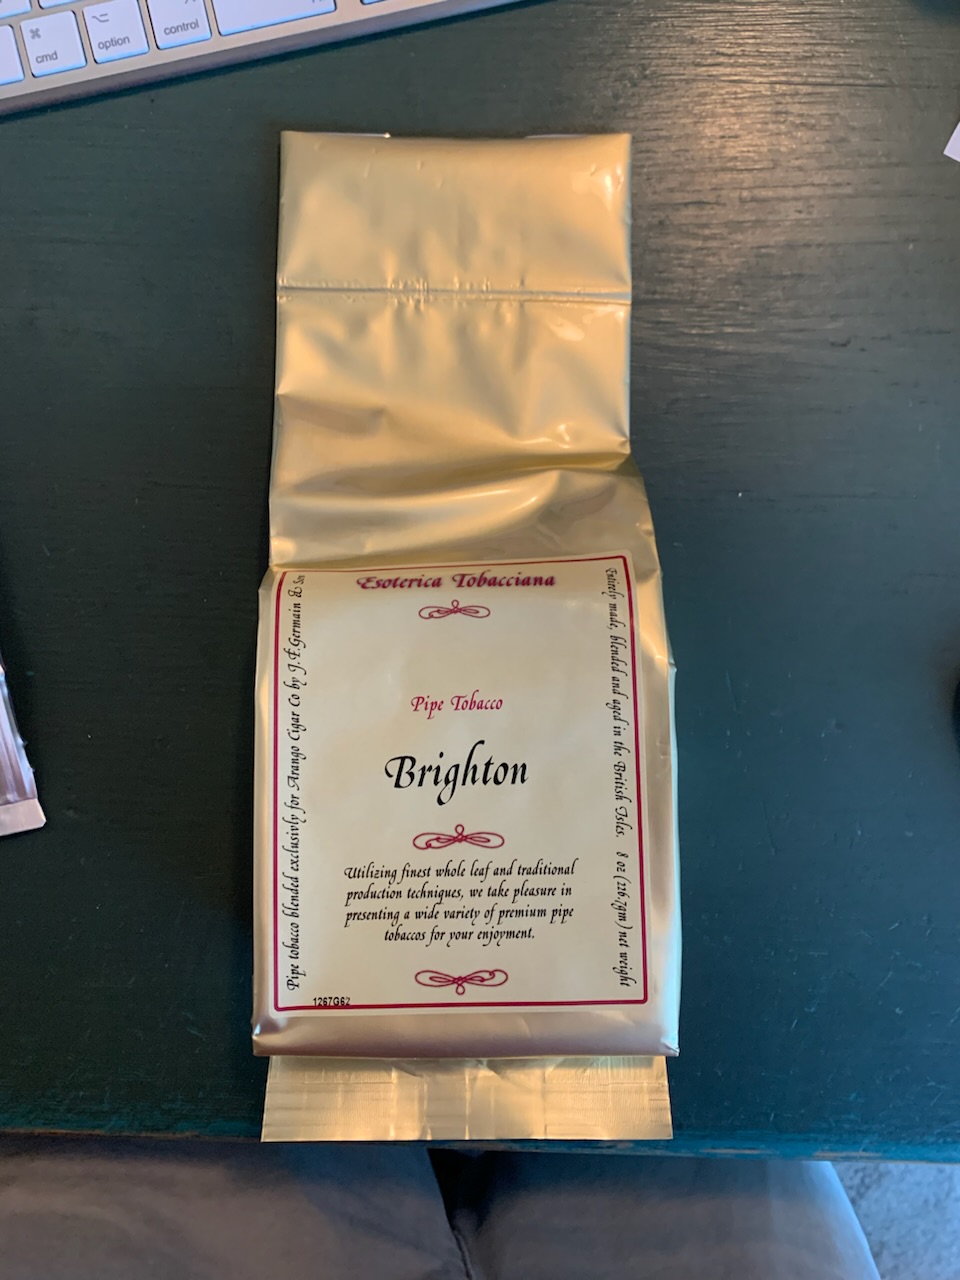 ⌘
cmd
⌥
option
control
Esoterica Tobacciana
Pipe Tobacco
Brighton
Utilizing finest whole leaf and traditional
production techniques, we take pleasure in
presenting a wide variety of premium pipe
tobaccos for your enjoyment.
Pipe tobacco blended exclusivly for Arango Cigar Co by J.F.Germain & Son
Entirely made, blended and aged in the British Isles. 8 oz (226.7gm) net weight
1267G62